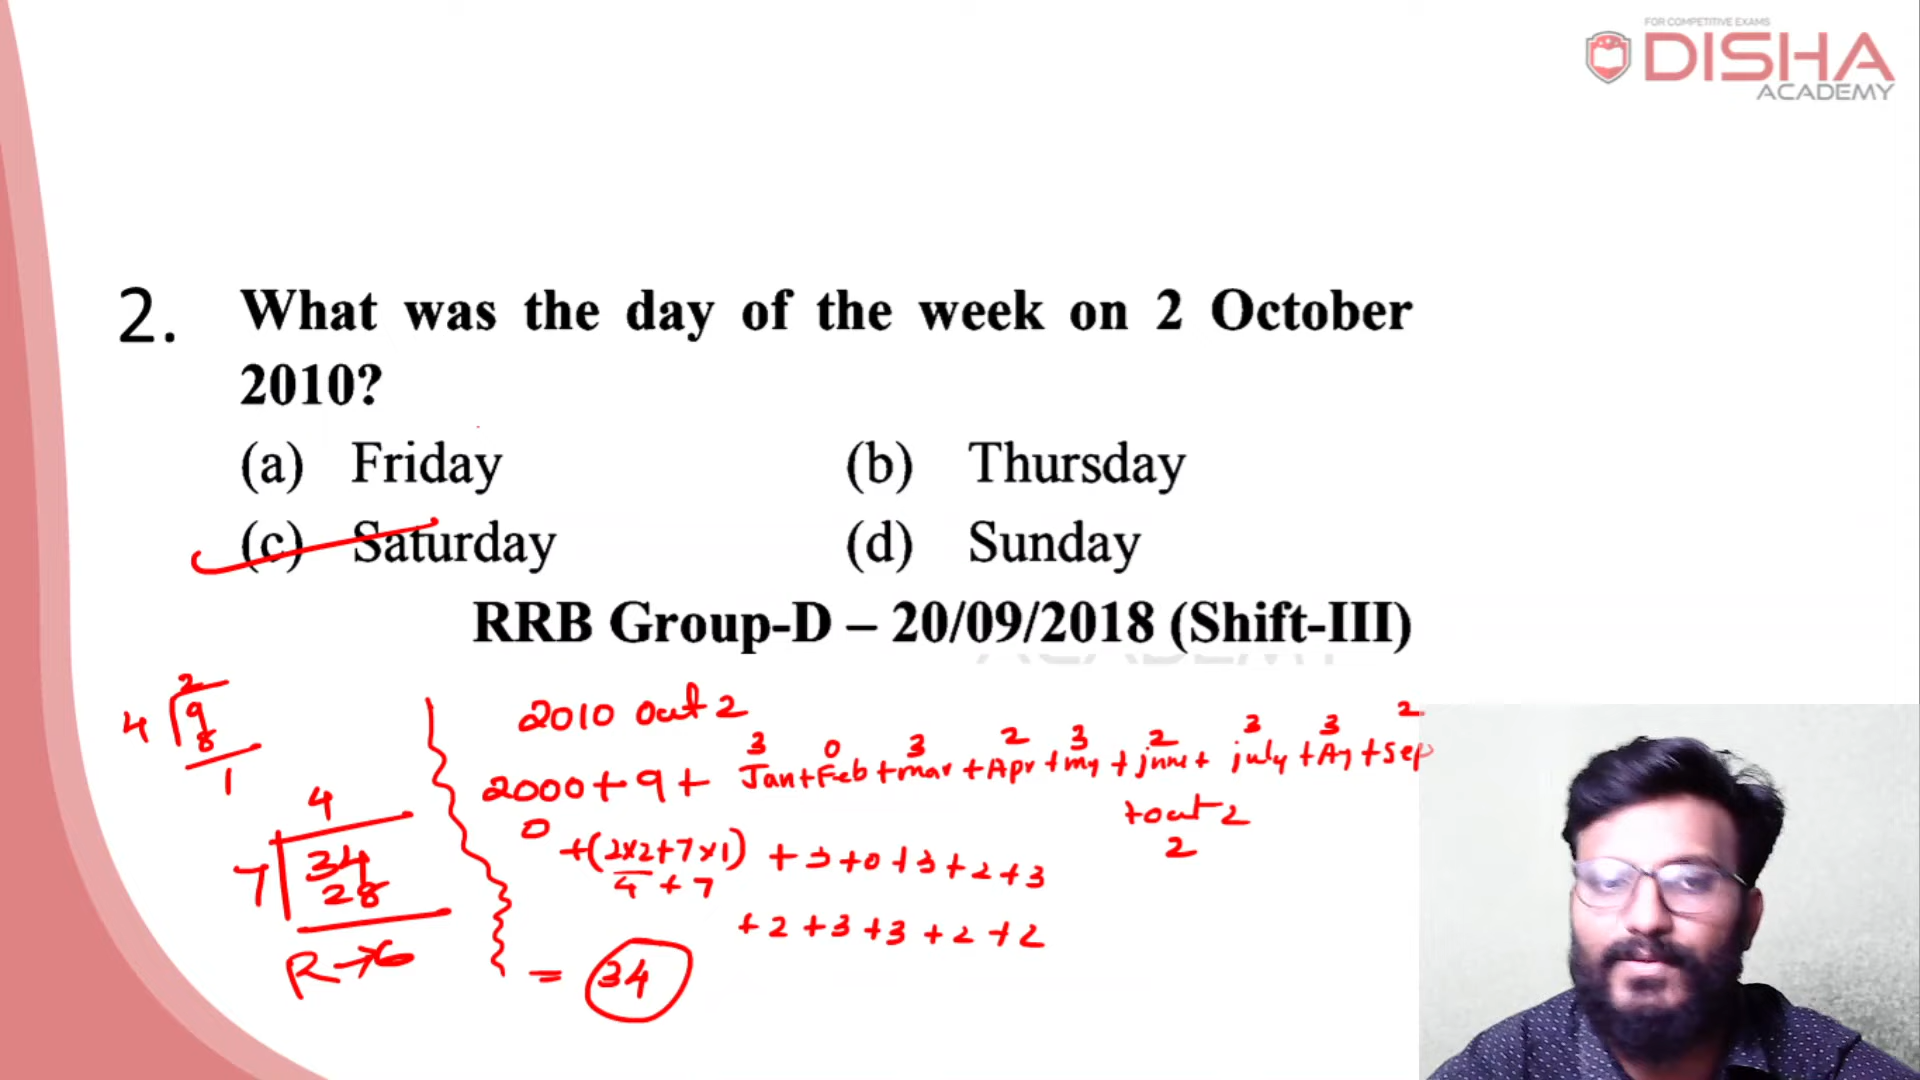 FOR COMPETITIVE EXAMS
DISHA
ACADEMY
2. What was the day of the week on 2 October
2010?
(a) Friday (b) Thursday
(c) Saturday (d) Sunday
RRB Group-D – 20/09/2018 (Shift-III)
ACADEMY
2
4 9
8
1
4
7 34
28
R→6
2010 Oct 2
3 0 3 2 3 2 3 3 2
2000 + 9 + Jan + Feb + mar + Apr + my + june + july + Ag + Sep
0 + oct 2
2
+(2×2+7×1) + 3 + 0 + 3 + 2 + 3
4 + 7
+ 2 + 3 + 3 + 2 + 2
= 34